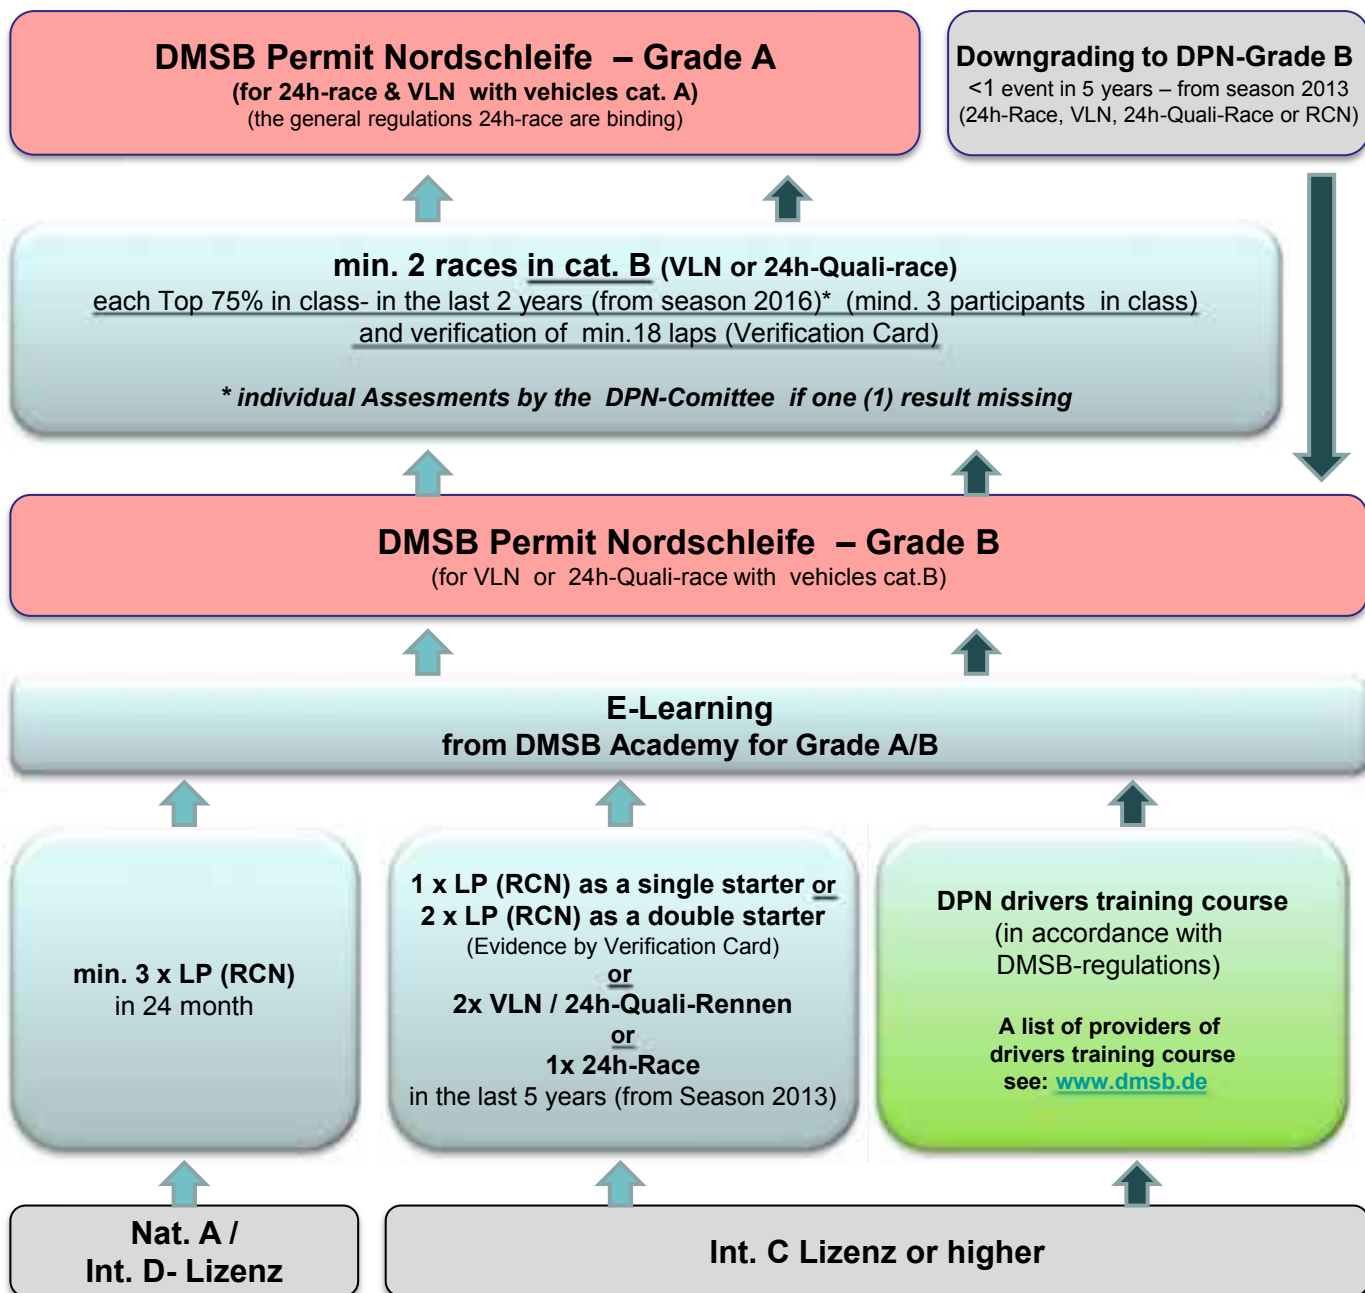 DMSB Permit Nordschleife – Grade A
(for 24h-race & VLN with vehicles cat. A)
(the general regulations 24h-race are binding)
Downgrading to DPN-Grade B
<1 event in 5 years – from season 2013
(24h-Race, VLN, 24h-Quali-Race or RCN)
min. 2 races in cat. B (VLN or 24h-Quali-race)
each Top 75% in class- in the last 2 years (from season 2016)* (mind. 3 participants in class)
and verification of min.18 laps (Verification Card)
* individual Assesments by the DPN-Comittee if one (1) result missing
DMSB Permit Nordschleife – Grade B
(for VLN or 24h-Quali-race with vehicles cat.B)
E-Learning
from DMSB Academy for Grade A/B
min. 3 x LP (RCN)
in 24 month
1 x LP (RCN) as a single starter or
2 x LP (RCN) as a double starter
(Evidence by Verification Card)
or
2x VLN / 24h-Quali-Rennen
or
1x 24h-Race
in the last 5 years (from Season 2013)
DPN drivers training course
(in accordance with
DMSB-regulations)
A list of providers of
drivers training course
see: www.dmsb.de
Nat. A /
Int. D- Lizenz
Int. C Lizenz or higher